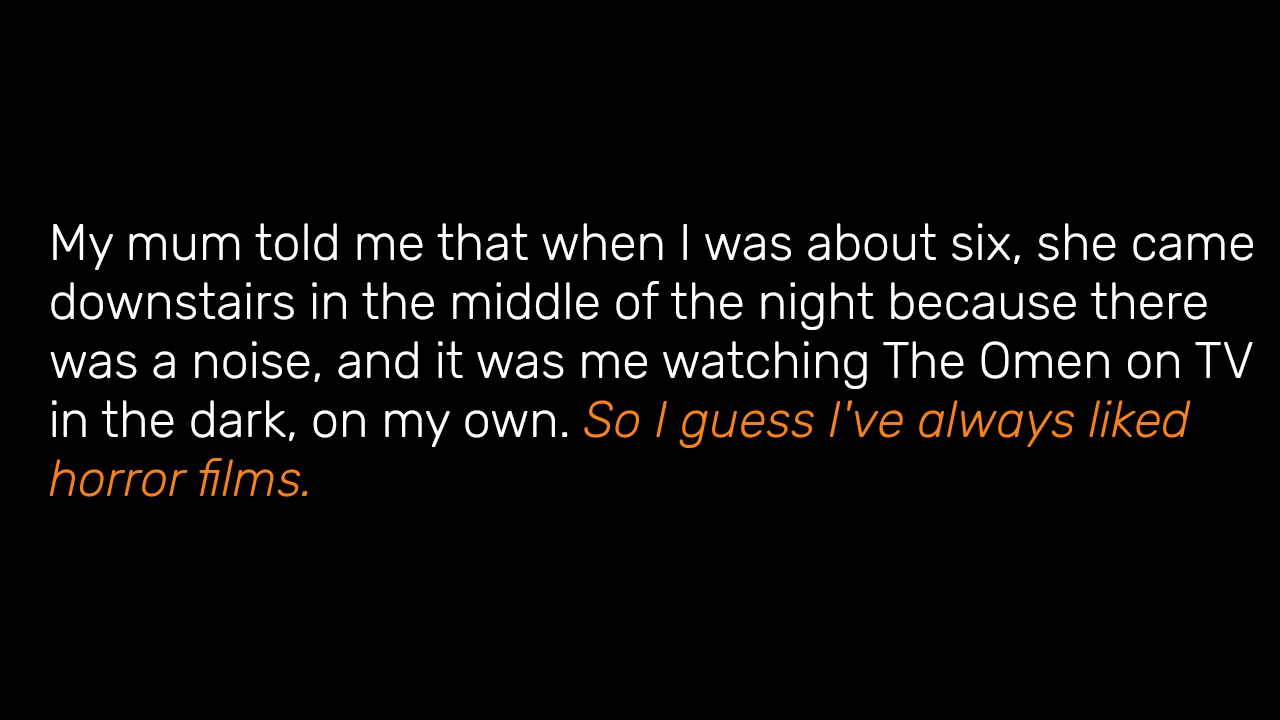 My mum told me that when I was about six, she came
downstairs in the middle of the night because there
was a noise, and it was me watching The Omen on TV
in the dark, on my own. So I guess I've always liked
horror films.